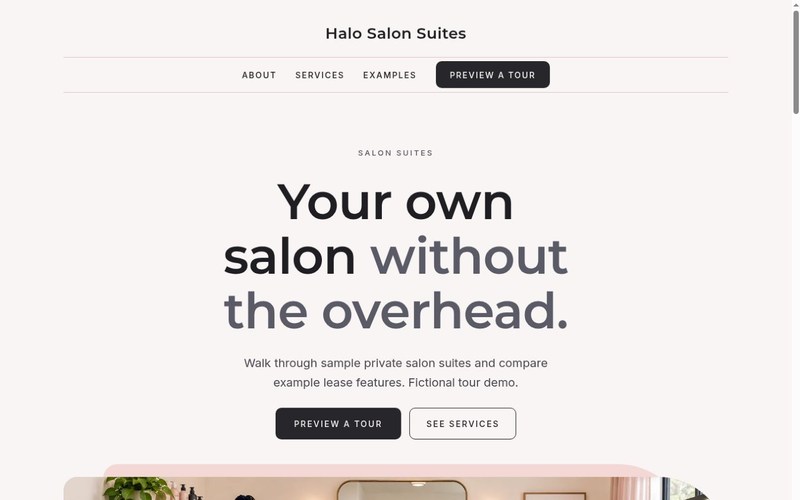 Halo Salon Suites
ABOUT SERVICES EXAMPLES PREVIEW A TOUR
SALON SUITES
Your own
salon without
the overhead.
Walk through sample private salon suites and compare
example lease features. Fictional tour demo.
PREVIEW A TOUR SEE SERVICES